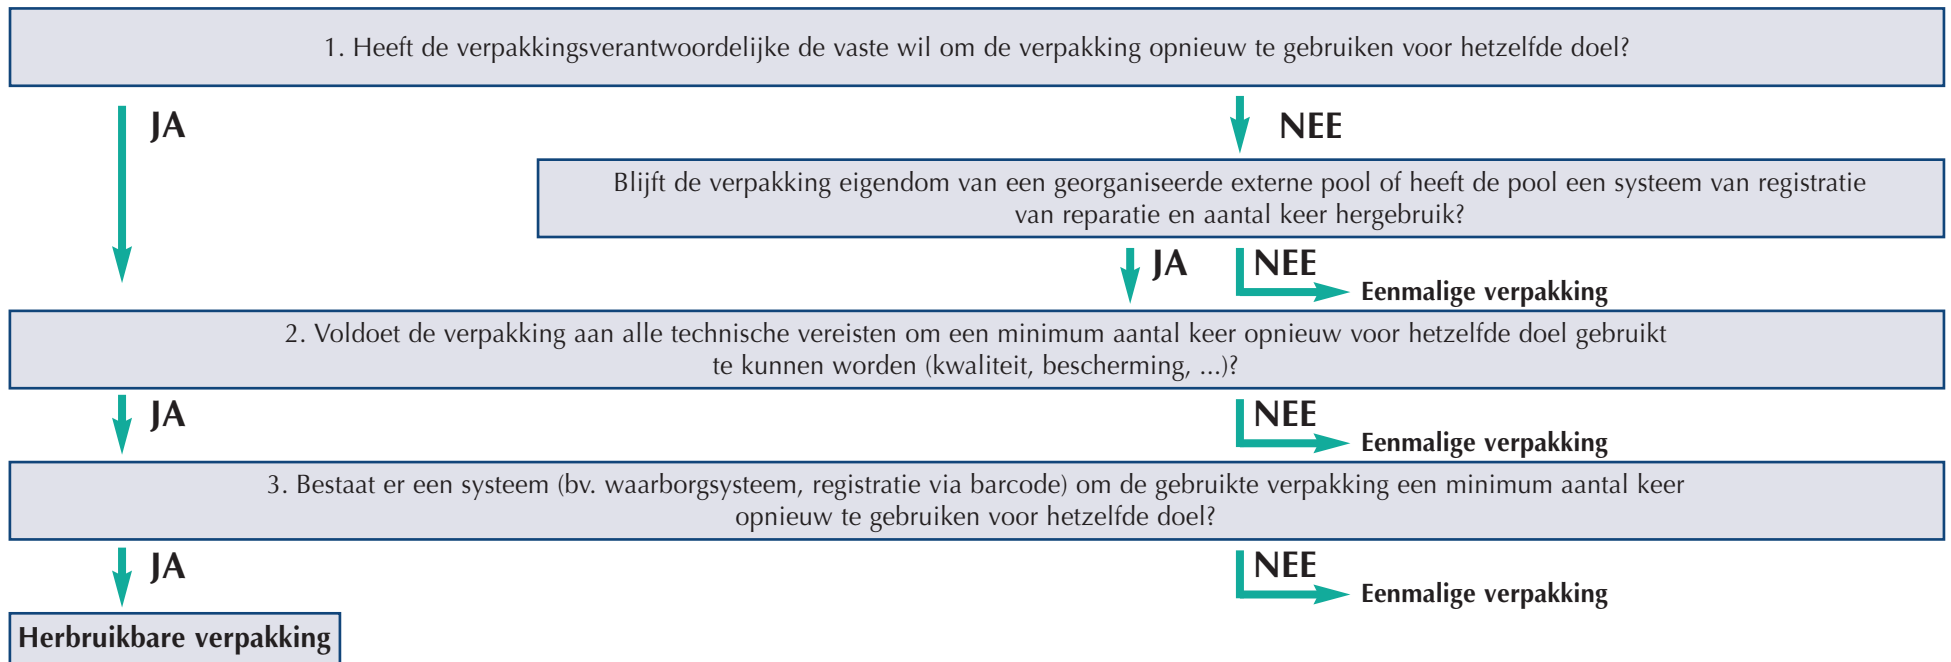 1. Heeft de verpakkingsverantwoordelijke de vaste wil om de verpakking opnieuw te gebruiken voor hetzelfde doel?
JA
NEE
Blijft de verpakking eigendom van een georganiseerde externe pool of heeft de pool een systeem van registratie
van reparatie en aantal keer hergebruik?
JA
NEE
Eenmalige verpakking
2. Voldoet de verpakking aan alle technische vereisten om een minimum aantal keer opnieuw voor hetzelfde doel gebruikt
te kunnen worden (kwaliteit, bescherming, ...)?
JA
NEE
Eenmalige verpakking
3. Bestaat er een systeem (bv. waarborgsysteem, registratie via barcode) om de gebruikte verpakking een minimum aantal keer
opnieuw te gebruiken voor hetzelfde doel?
JA
NEE
Eenmalige verpakking
Herbruikbare verpakking